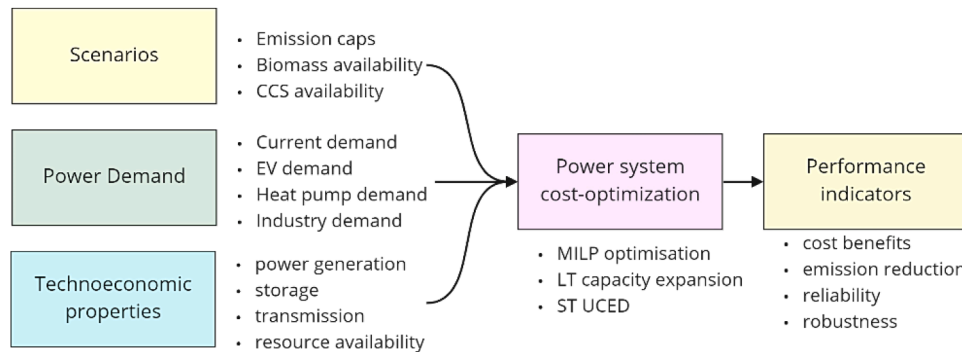 Scenarios
• Emission caps
• Biomass availability
• CCS availability
Power Demand
• Current demand
• EV demand
• Heat pump demand
• Industry demand
Technoeconomic
properties
• power generation
• storage
• transmission
• resource availability
Power system
cost-optimization
• MILP optimisation
• LT capacity expansion
• ST UCED
Performance
indicators
• cost benefits
• emission reduction
• reliability
• robustness